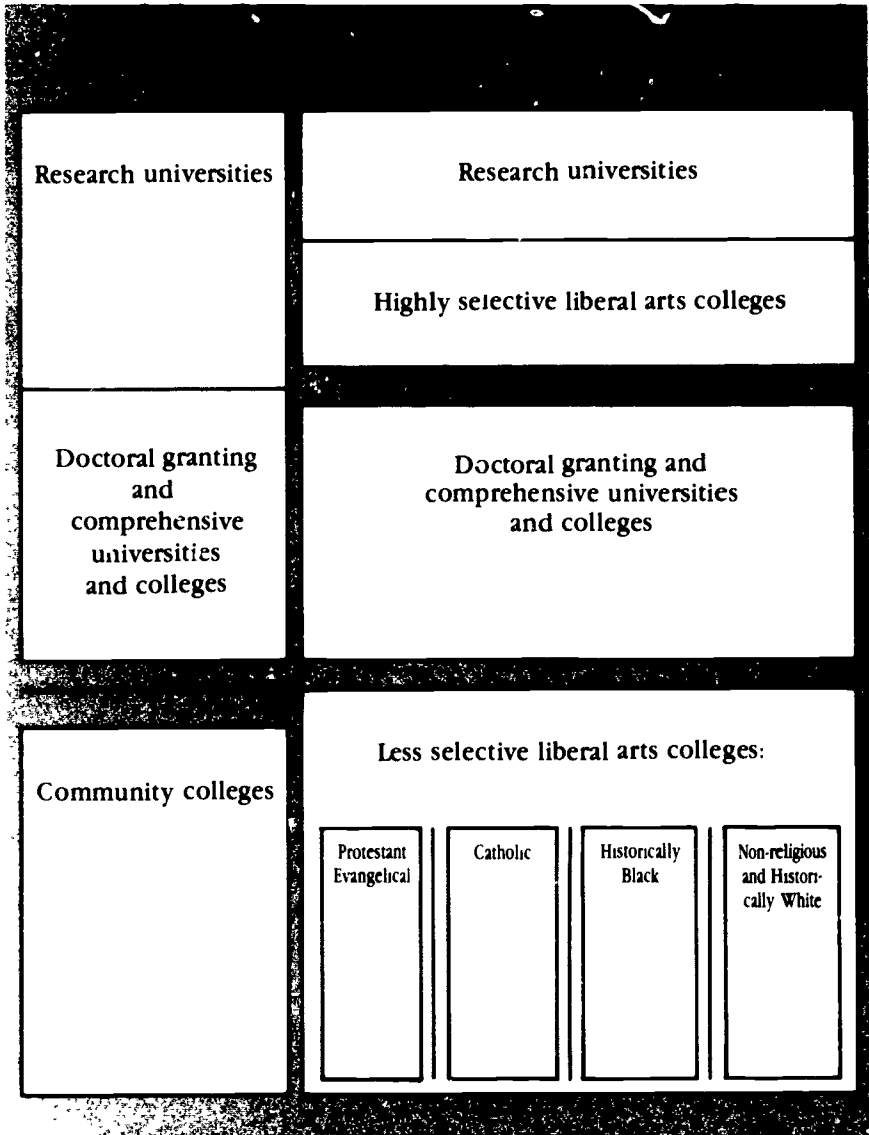 Research universities
Doctoral granting
and
comprehensive
universities
and colleges
Community colleges
Research universities
Highly selective liberal arts colleges
Doctoral granting and
comprehensive universities
and colleges
Less selective liberal arts colleges:
Protestant
Evangelical
Catholic
Historically
Black
Non-religious
and Histori-
cally White